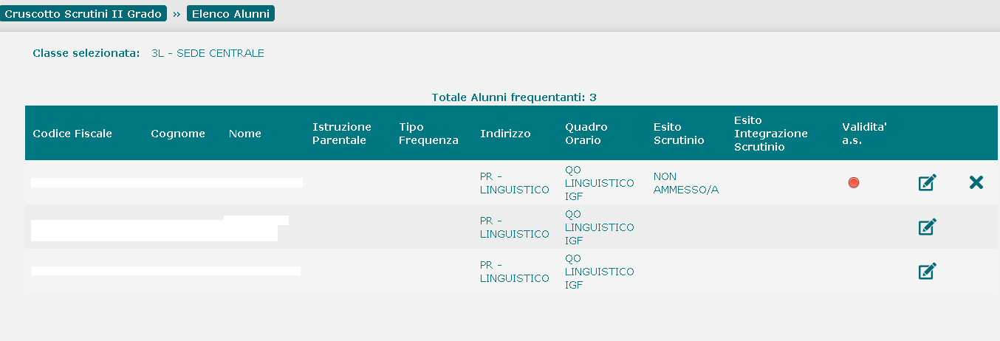 Cruscotto Scrutini II Grado » Elenco Alunni
Classe selezionata: 3L - SEDE CENTRALE
Totale Alunni frequentanti: 3
Codice Fiscale Cognome Nome Istruzione Parentale Tipo Frequenza Indirizzo Quadro Orario Esito Scrutinio Esito Integrazione Scrutinio Validita' a.s.
PR - LINGUISTICO QO LINGUISTICO IGF NON AMMESSO/A
PR - LINGUISTICO QO LINGUISTICO IGF
PR - LINGUISTICO QO LINGUISTICO IGF